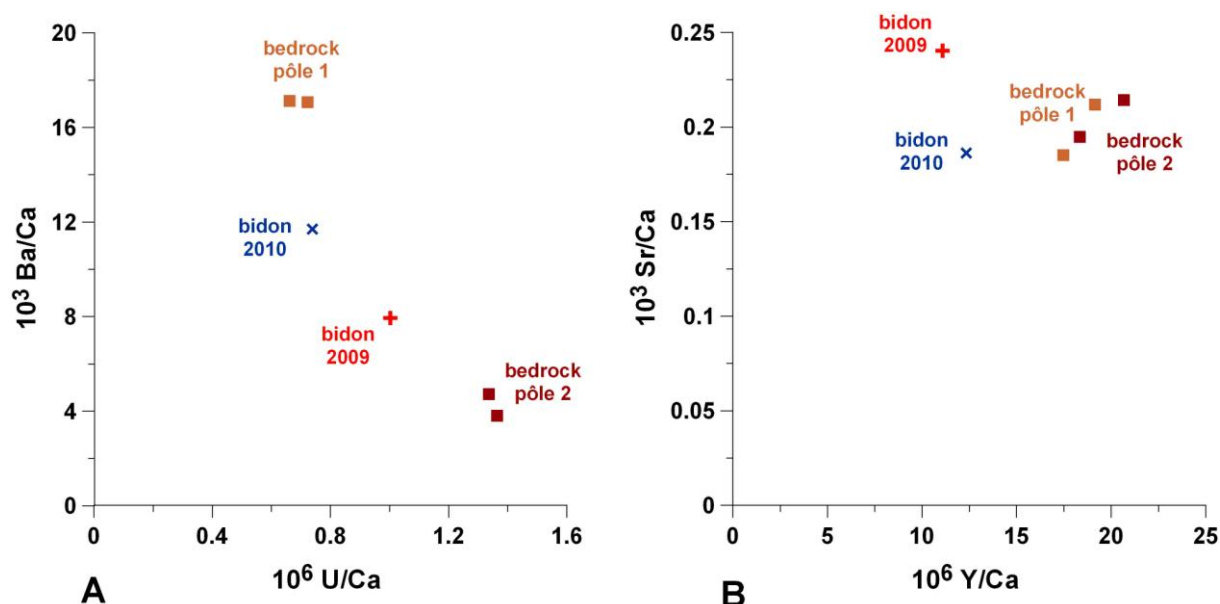 20
16
12
8
4
0
10³ Ba/Ca
bedrock
pôle 1
bidon
2010
bidon
2009
bedrock
pôle 2
0
0.4
0.8
1.2
1.6
10⁶ U/Ca
A
0.25
0.2
0.15
0.1
0.05
0
10³ Sr/Ca
bidon
2009
bedrock
pôle 1
bidon
2010
bedrock
pôle 2
0
5
10
15
20
25
10⁶ Y/Ca
B